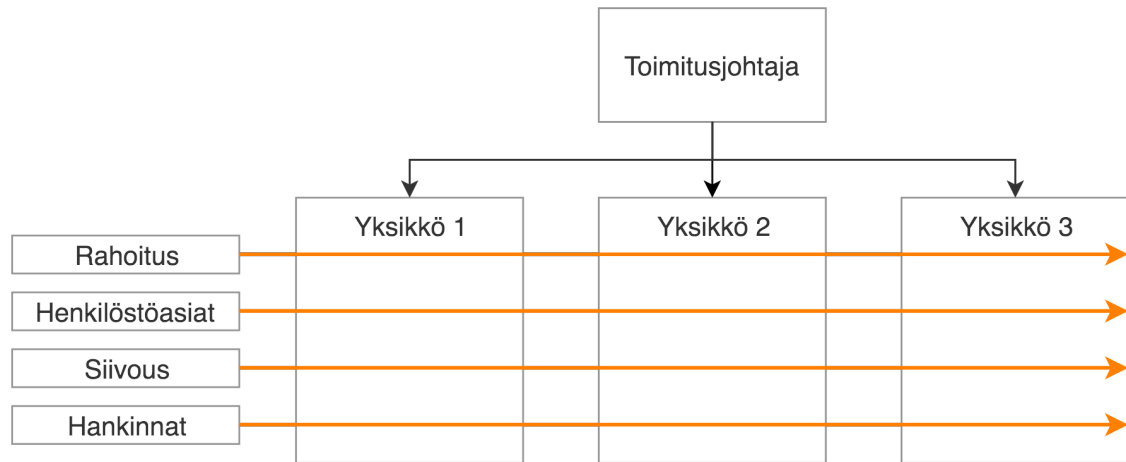 Toimitusjohtaja
Yksikkö 1
Yksikkö 2
Yksikkö 3
Rahoitus
Henkilöstöasiat
Siivous
Hankinnat